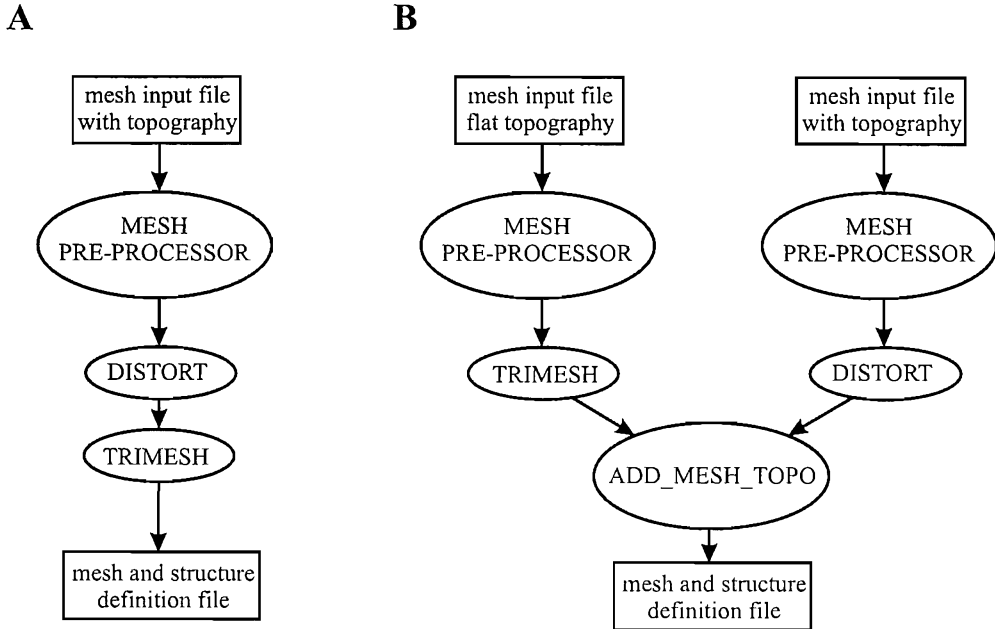 A
mesh input file
with topography
MESH
PRE-PROCESSOR
DISTORT
TRIMESH
mesh and structure
definition file
B
mesh input file
flat topography
MESH
PRE-PROCESSOR
TRIMESH
mesh input file
with topography
MESH
PRE-PROCESSOR
DISTORT
ADD_MESH_TOPO
mesh and structure
definition file